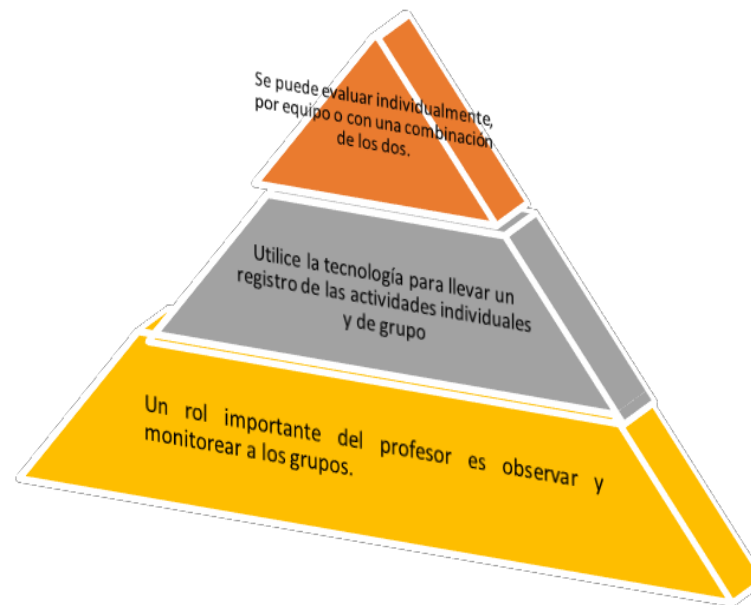 Se puede evaluar individualmente,
por equipo o con una combinación
de los dos.
Utilice la tecnología para llevar un
registro de las actividades individuales
y de grupo
Un rol importante del profesor es observar y
monitorear a los grupos.